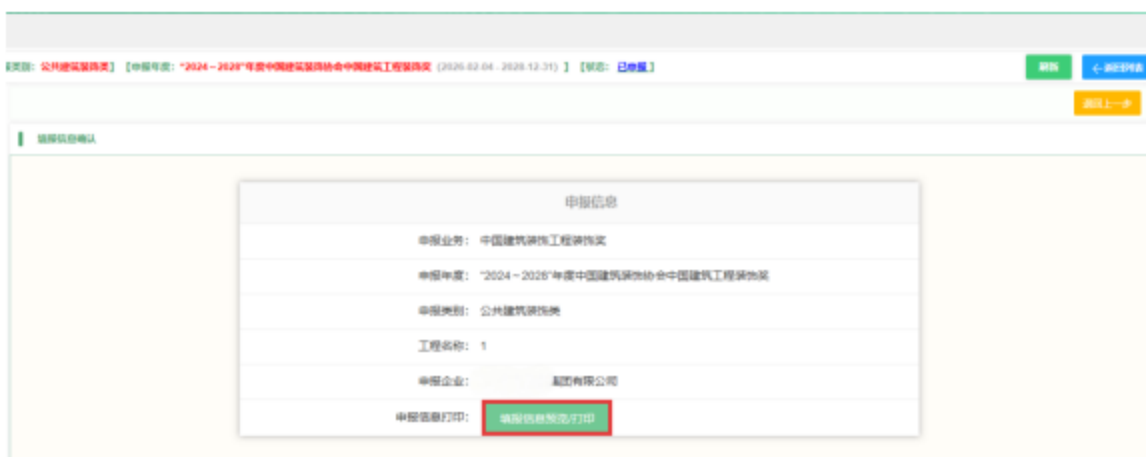 报类别：公共建筑装饰类】 【申报年度："2024～2028"年度中国建筑装饰协会中国建筑工程装饰奖 (2026-02-04 - 2028-12-31) 】 【状态： 已申报】
刷新
←返回列表
返回上一步
填报信息确认
申报信息
申报业务： 中国建筑装饰工程装饰奖
申报年度： "2024～2028"年度中国建筑装饰协会中国建筑工程装饰奖
申报类别： 公共建筑装饰类
工程名称： 1
申报企业： 集团有限公司
申报信息打印： 填报信息预览/打印